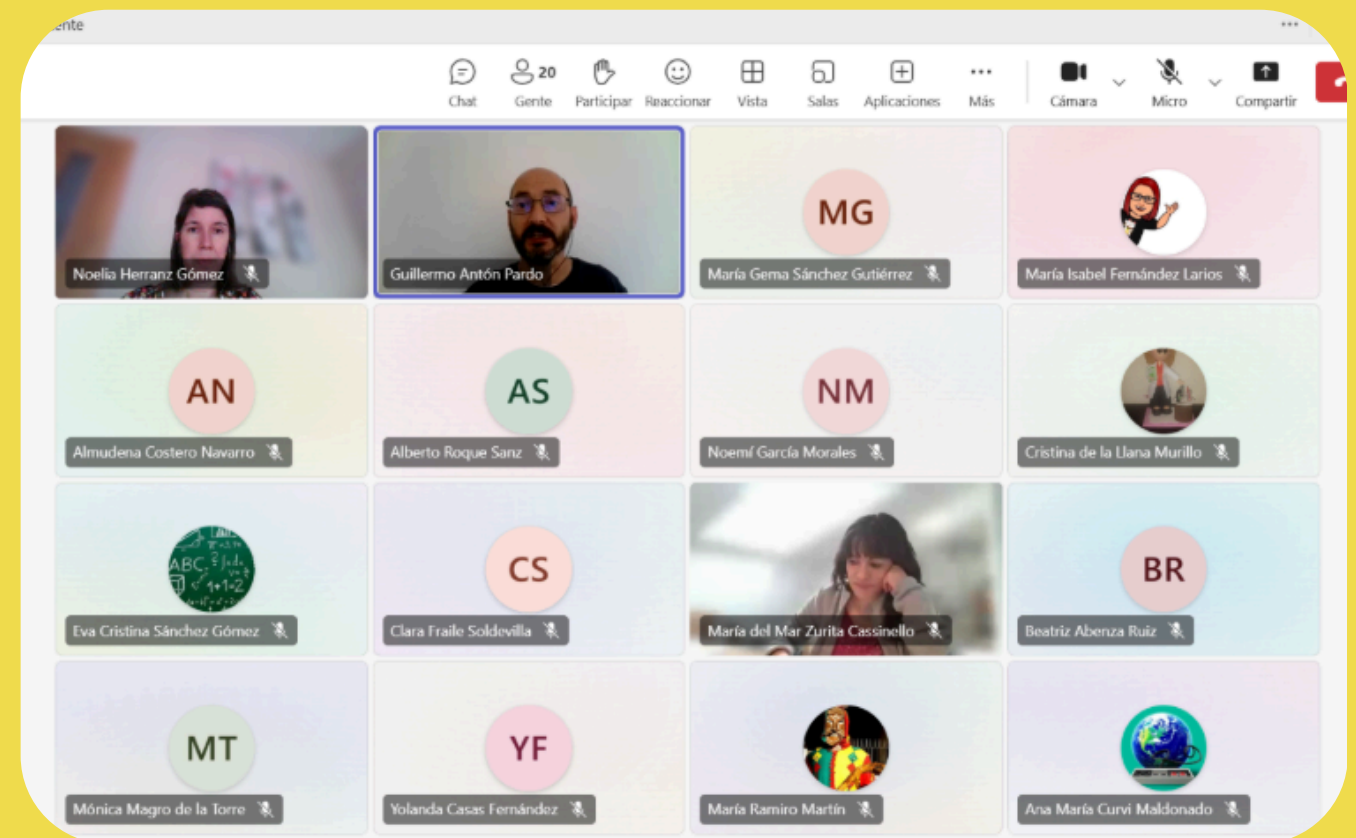 ente
20
Chat Gente Participar Reaccionar Vista Salas Aplicaciones Más Cámara Micro Compartir
MG
Noelia Herranz Gómez Guillermo Antón Pardo María Gema Sánchez Gutiérrez María Isabel Fernández Larios
AN AS NM
Almudena Costero Navarro Alberto Roque Sanz Noemí García Morales Cristina de la Llana Murillo
ABC
4+1=2
CS BR
Eva Cristina Sánchez Gómez Clara Fraile Soldevilla María del Mar Zurita Cassinello Beatriz Abenza Ruiz
MT YF
Mónica Magro de la Torre Yolanda Casas Fernández María Ramiro Martín Ana María Curvi Maldonado